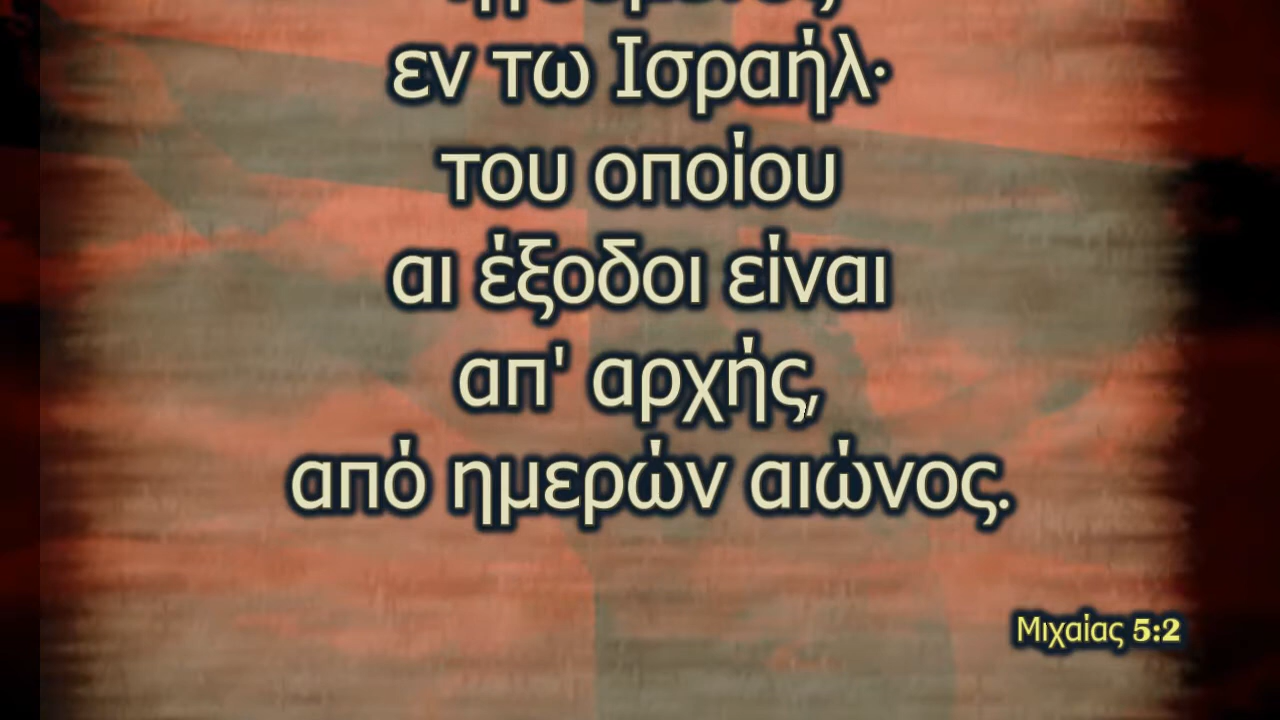 εν τω Ισραήλ·
του οποίου
αι έξοδοι είναι
απ' αρχής,
από ημερών αιώνος.
Μιχαίας 5:2